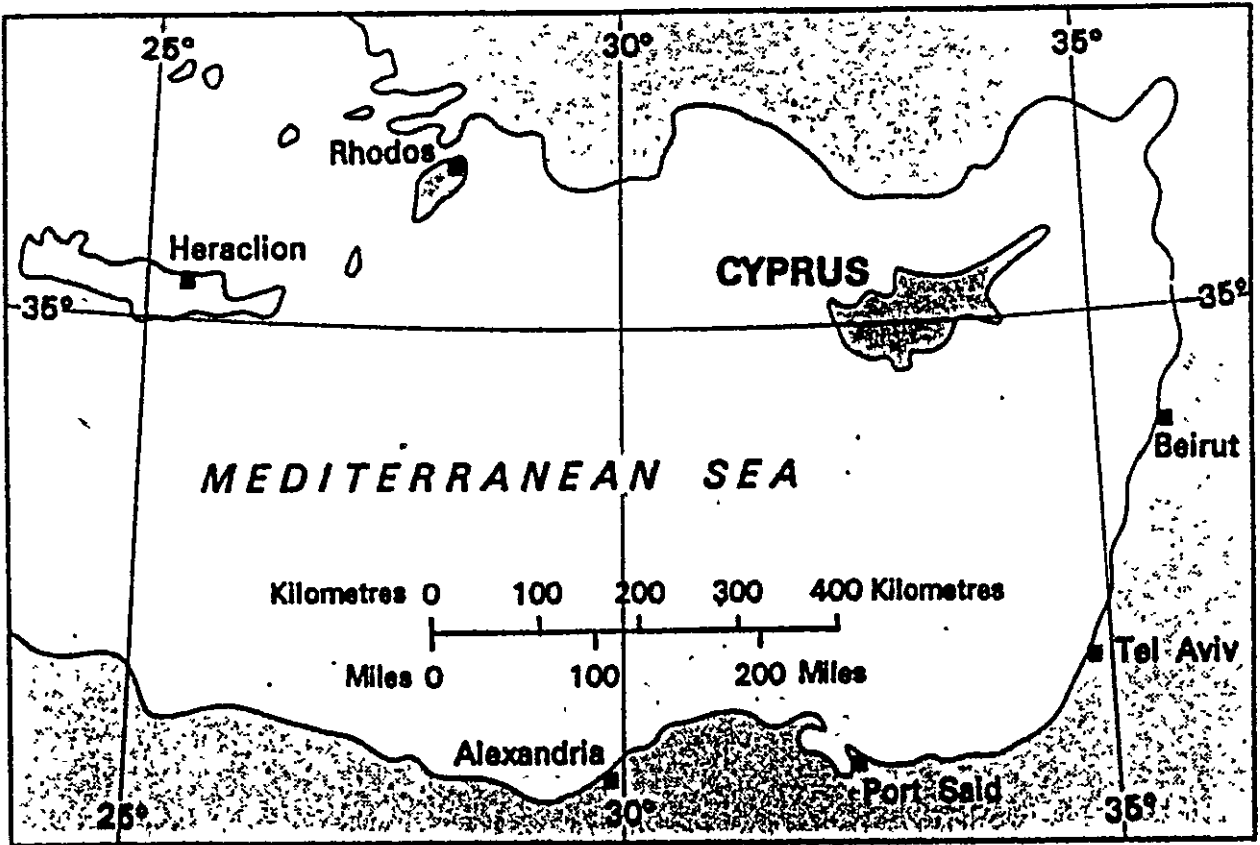 25° 30° 35°
Rhodos
Heraclion
CYPRUS
35° 35°
Beirut
MEDITERRANEAN SEA
Kilometres 0 100 200 300 400 Kilometres
Tel Aviv
Miles 0 100 200 Miles
Alexandria
Port Said
25° 30° 35°